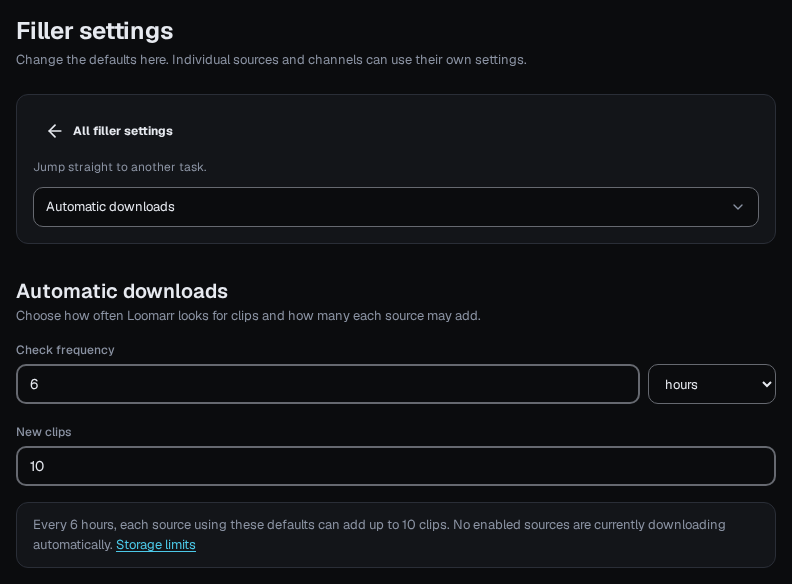 Filler settings
Change the defaults here. Individual sources and channels can use their own settings.
All filler settings
Jump straight to another task.
Automatic downloads
Automatic downloads
Choose how often Loomarr looks for clips and how many each source may add.
Check frequency
6 hours
New clips
10
Every 6 hours, each source using these defaults can add up to 10 clips. No enabled sources are currently downloading
automatically. Storage limits